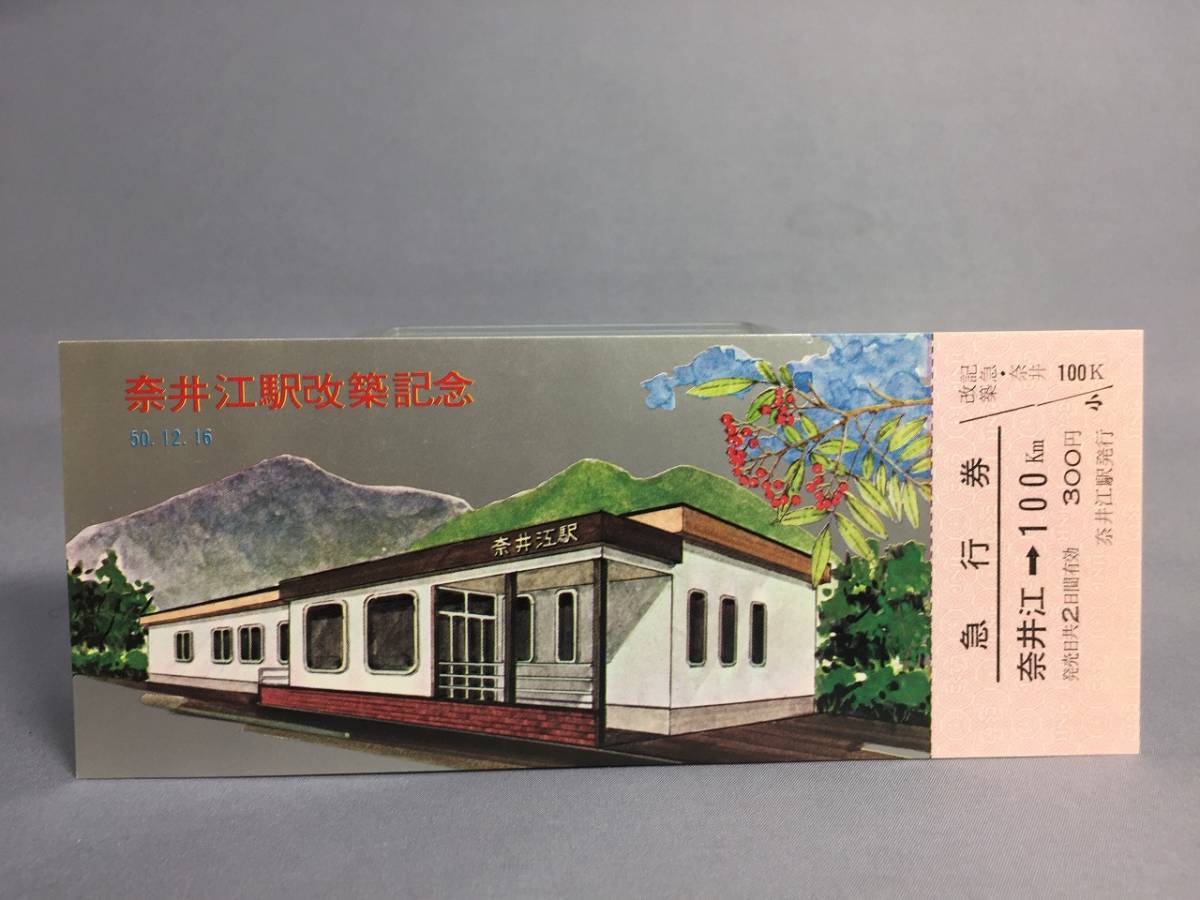 奈井江駅改築記念
50.12.16
奈井江駅
急行券
奈井江➡100Km
発売日共2日間有効 300円
奈井江駅発行
改築
記急・奈井
100K
小